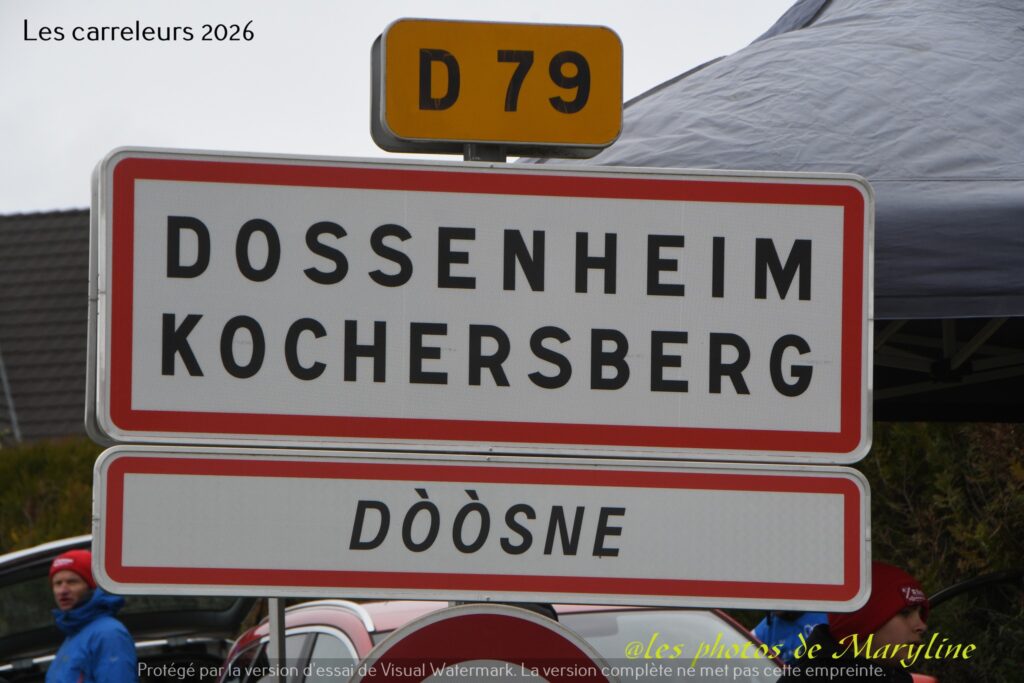 Les carreleurs 2026
D 79
DOSSENHEIM
KOCHERSBERG
DÒÒSNE
@les photos de Maryline
Protégé par la version d'essai de Visual Watermark. La version complète ne met pas cette empreinte.